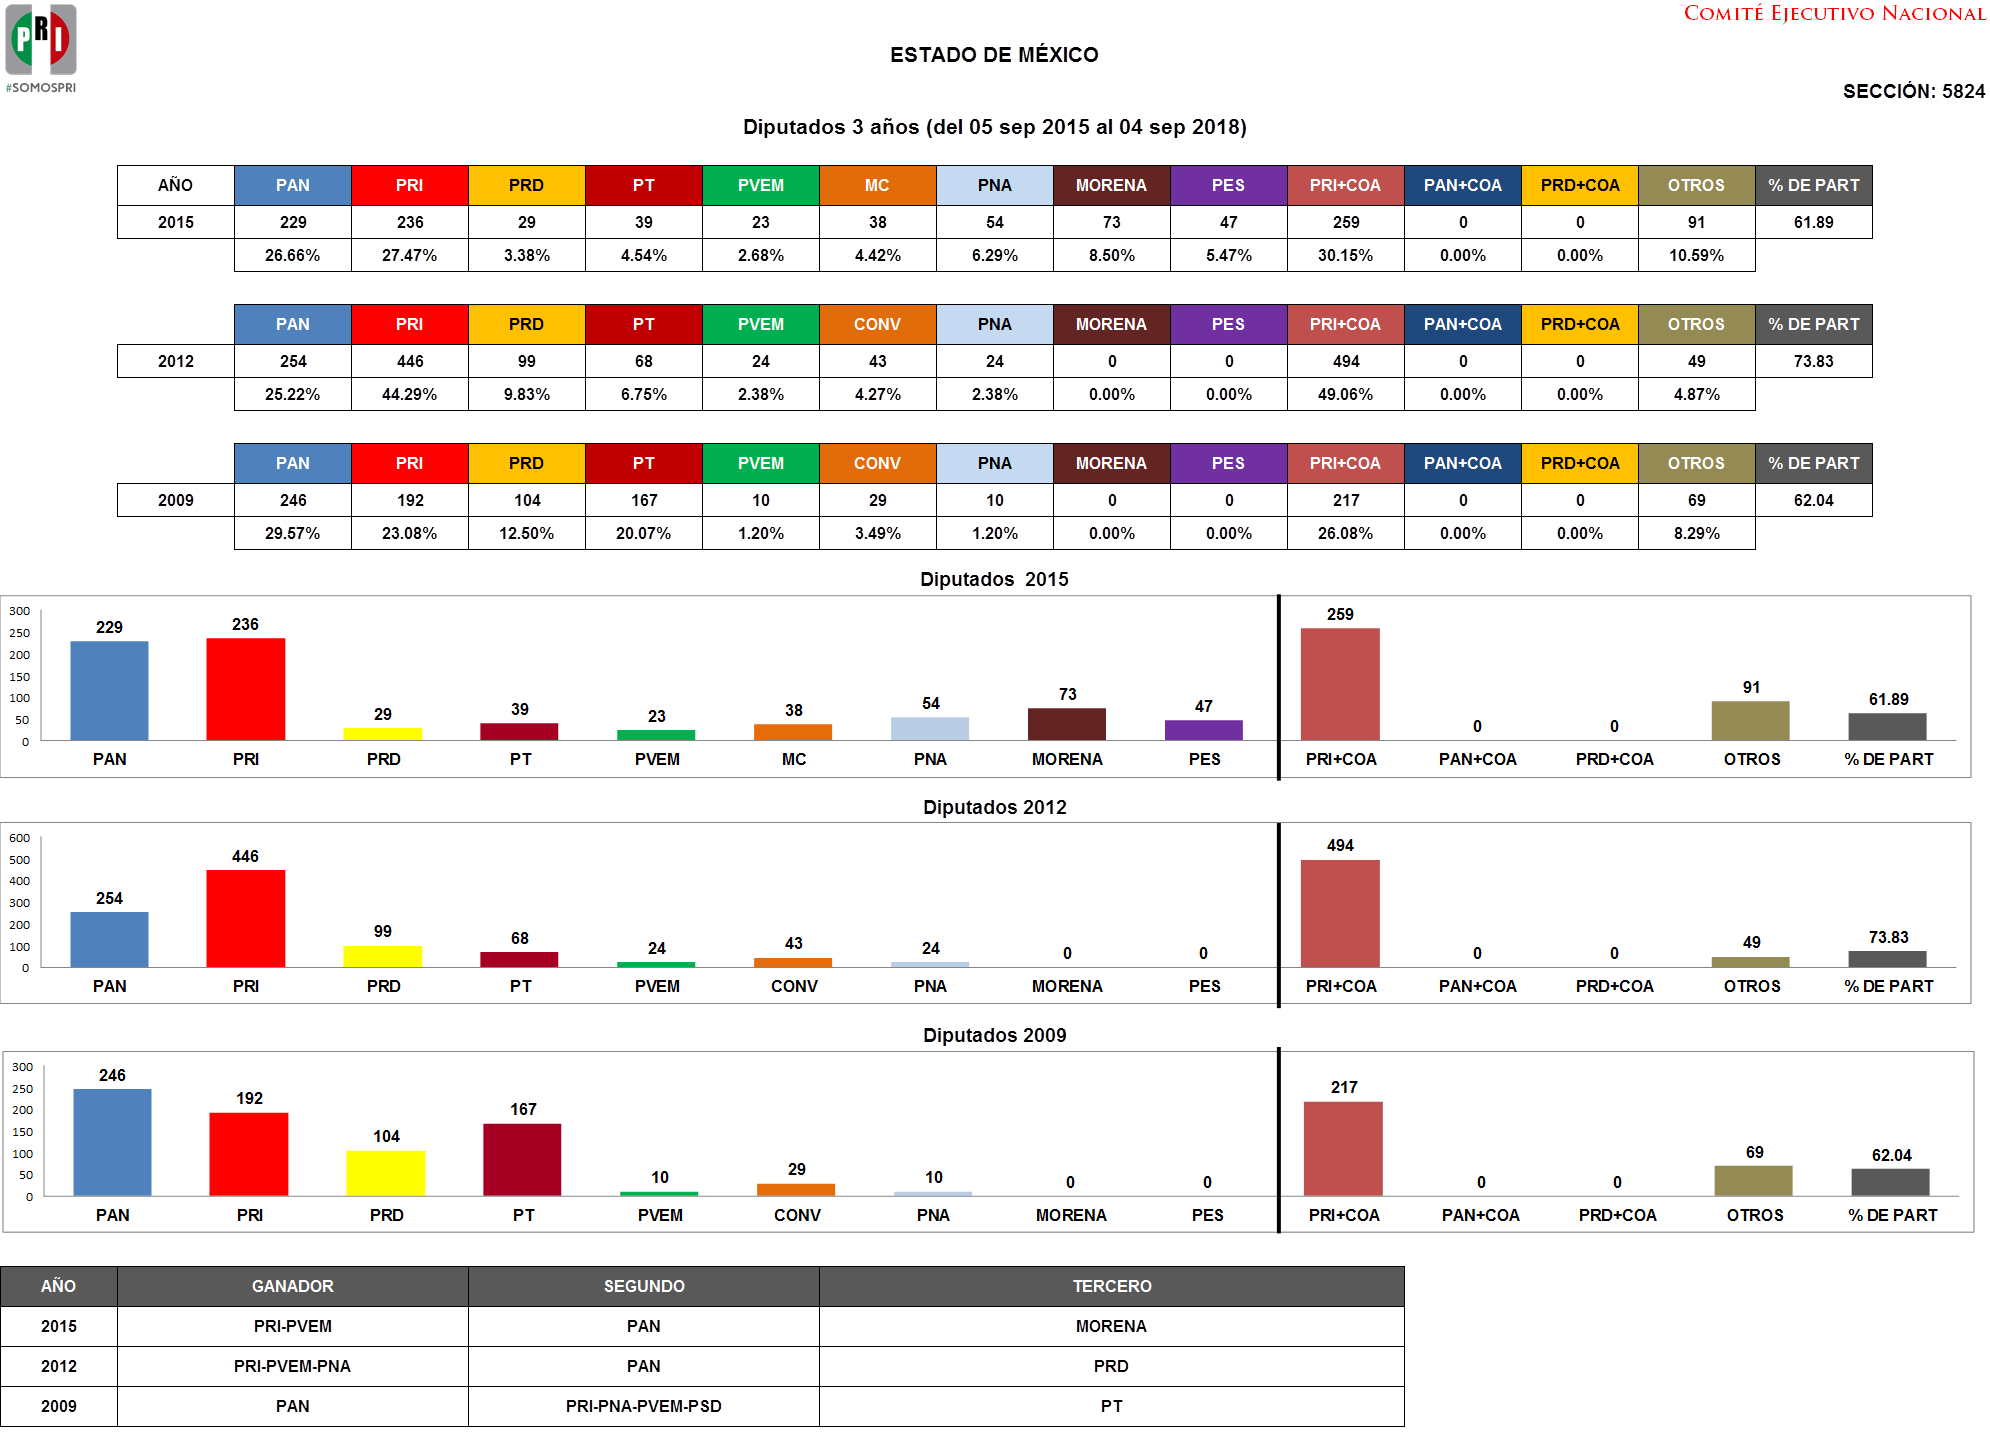 PRI
#SOMOSPRI
COMITÉ EJECUTIVO NACIONAL
ESTADO DE MÉXICO
SECCIÓN: 5824
Diputados 3 años (del 05 sep 2015 al 04 sep 2018)
AÑO PAN PRI PRD PT PVEM MC PNA MORENA PES PRI+COA PAN+COA PRD+COA OTROS % DE PART
2015 229 236 29 39 23 38 54 73 47 259 0 0 91 61.89
26.66% 27.47% 3.38% 4.54% 2.68% 4.42% 6.29% 8.50% 5.47% 30.15% 0.00% 0.00% 10.59%
PAN PRI PRD PT PVEM CONV PNA MORENA PES PRI+COA PAN+COA PRD+COA OTROS % DE PART
2012 254 446 99 68 24 43 24 0 0 494 0 0 49 73.83
25.22% 44.29% 9.83% 6.75% 2.38% 4.27% 2.38% 0.00% 0.00% 49.06% 0.00% 0.00% 4.87%
PAN PRI PRD PT PVEM CONV PNA MORENA PES PRI+COA PAN+COA PRD+COA OTROS % DE PART
2009 246 192 104 167 10 29 10 0 0 217 0 0 69 62.04
29.57% 23.08% 12.50% 20.07% 1.20% 3.49% 1.20% 0.00% 0.00% 26.08% 0.00% 0.00% 8.29%
Diputados 2015
300
250
200
150
100
50
0
229 236 29 39 23 38 54 73 47 259 0 0 91 61.89
PAN PRI PRD PT PVEM MC PNA MORENA PES PRI+COA PAN+COA PRD+COA OTROS % DE PART
Diputados 2012
600
500
400
300
200
100
0
254 446 99 68 24 43 24 0 0 494 0 0 49 73.83
PAN PRI PRD PT PVEM CONV PNA MORENA PES PRI+COA PAN+COA PRD+COA OTROS % DE PART
Diputados 2009
300
250
200
150
100
50
0
246 192 104 167 10 29 10 0 0 217 0 0 69 62.04
PAN PRI PRD PT PVEM CONV PNA MORENA PES PRI+COA PAN+COA PRD+COA OTROS % DE PART
AÑO GANADOR SEGUNDO TERCERO
2015 PRI-PVEM PAN MORENA
2012 PRI-PVEM-PNA PAN PRD
2009 PAN PRI-PNA-PVEM-PSD PT